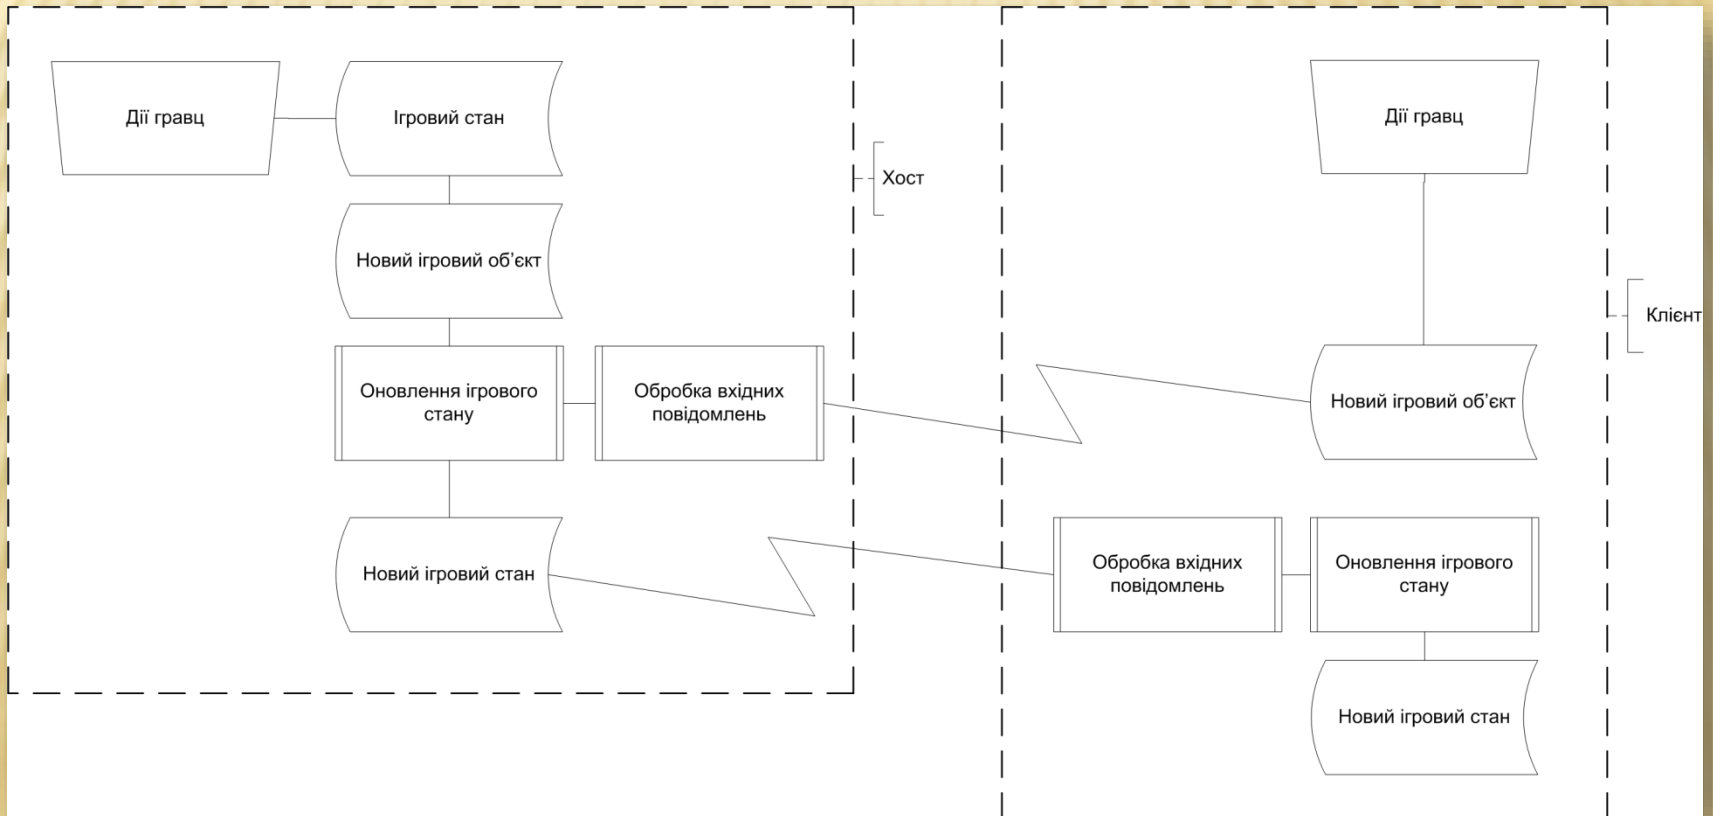 Дії гравц
Ігровий стан
Хост
Новий ігровий об’єкт
Оновлення ігрового
стану
Обробка вхідних
повідомлень
Новий ігровий стан
Дії гравц
Клієнт
Новий ігровий об’єкт
Обробка вхідних
повідомлень
Оновлення ігрового
стану
Новий ігровий стан